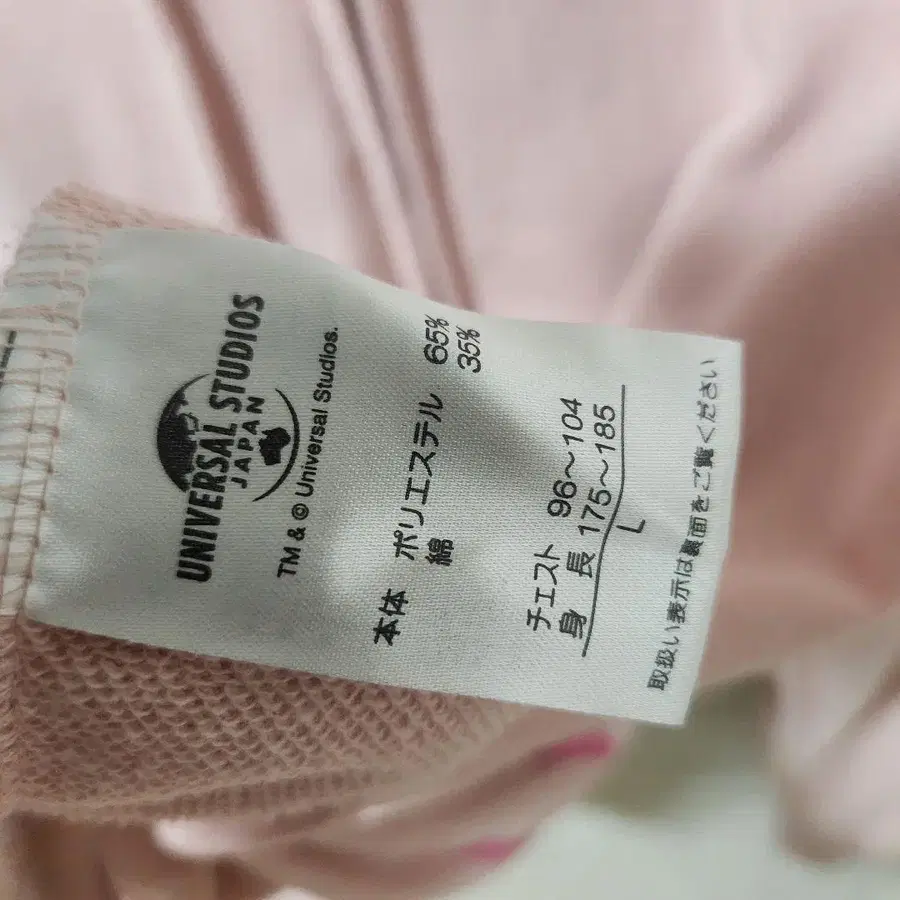 UNIVERSAL STUDIOS
JAPAN
TM & © Universal Studios.
本体 ポリエステル 65%
綿 35%
チェスト 96～104
身長 175～185
L
取扱い表示は裏面をご覧ください